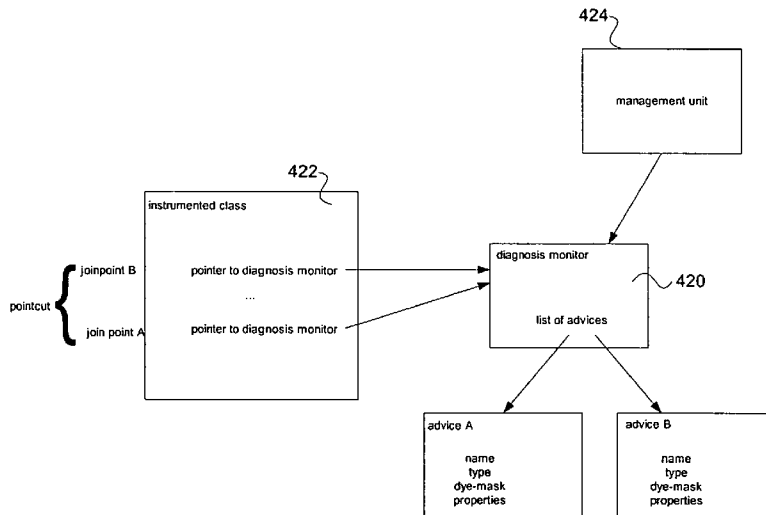 424
management unit
422
instrumented class
diagnosis monitor
pointcut
{
joinpoint B
pointer to diagnosis monitor
...
420
list of advices
join point A
pointer to diagnosis monitor
advice A
name
type
dye-mask
properties
advice B
name
type
dye-mask
properties